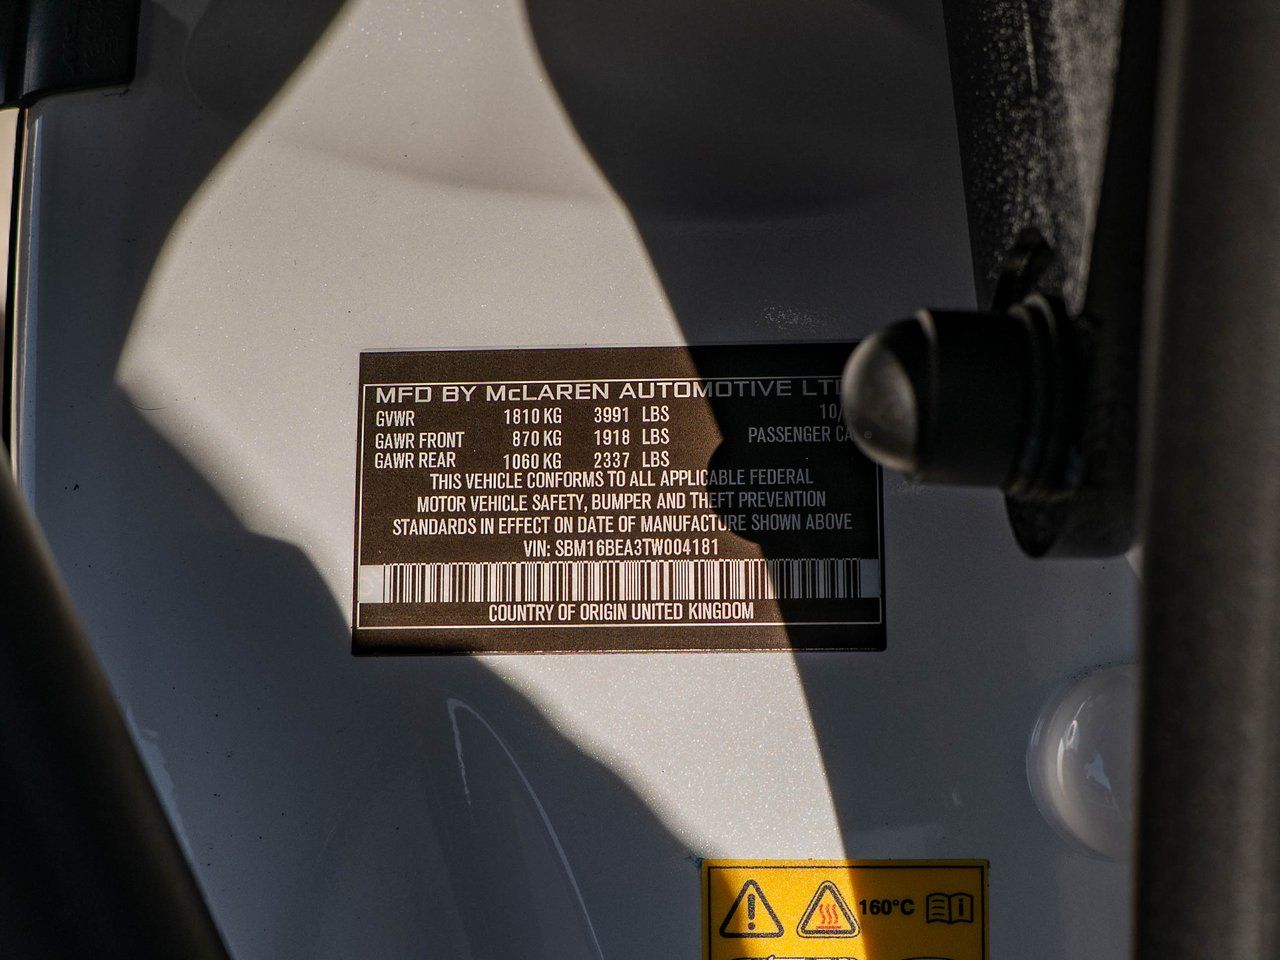 MFD BY McLAREN AUTOMOTIVE
GVWR 1810 KG 3991 LBS 10/
GAWR FRONT 870 KG 1918 LBS PASSENGER
GAWR REAR 1060 KG 2337 LBS
THIS VEHICLE CONFORMS TO ALL APPLICABLE FEDERAL
MOTOR VEHICLE SAFETY, BUMPER AND THEFT PREVENTION
STANDARDS IN EFFECT ON DATE OF MANUFACTURE SHOWN ABOVE
VIN: SBM16BEA3TW004181
COUNTRY OF ORIGIN UNITED KINGDOM
160°C